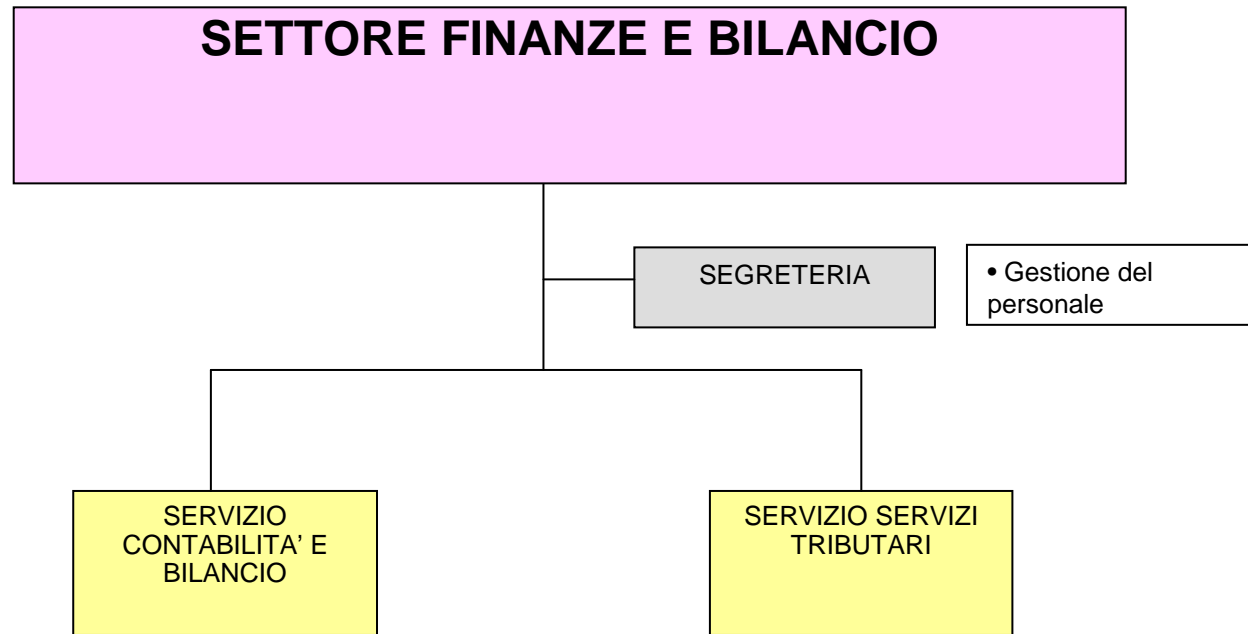 SETTORE FINANZE E BILANCIO
SEGRETERIA
• Gestione del
personale
SERVIZIO
CONTABILITA’ E
BILANCIO
SERVIZIO SERVIZI
TRIBUTARI